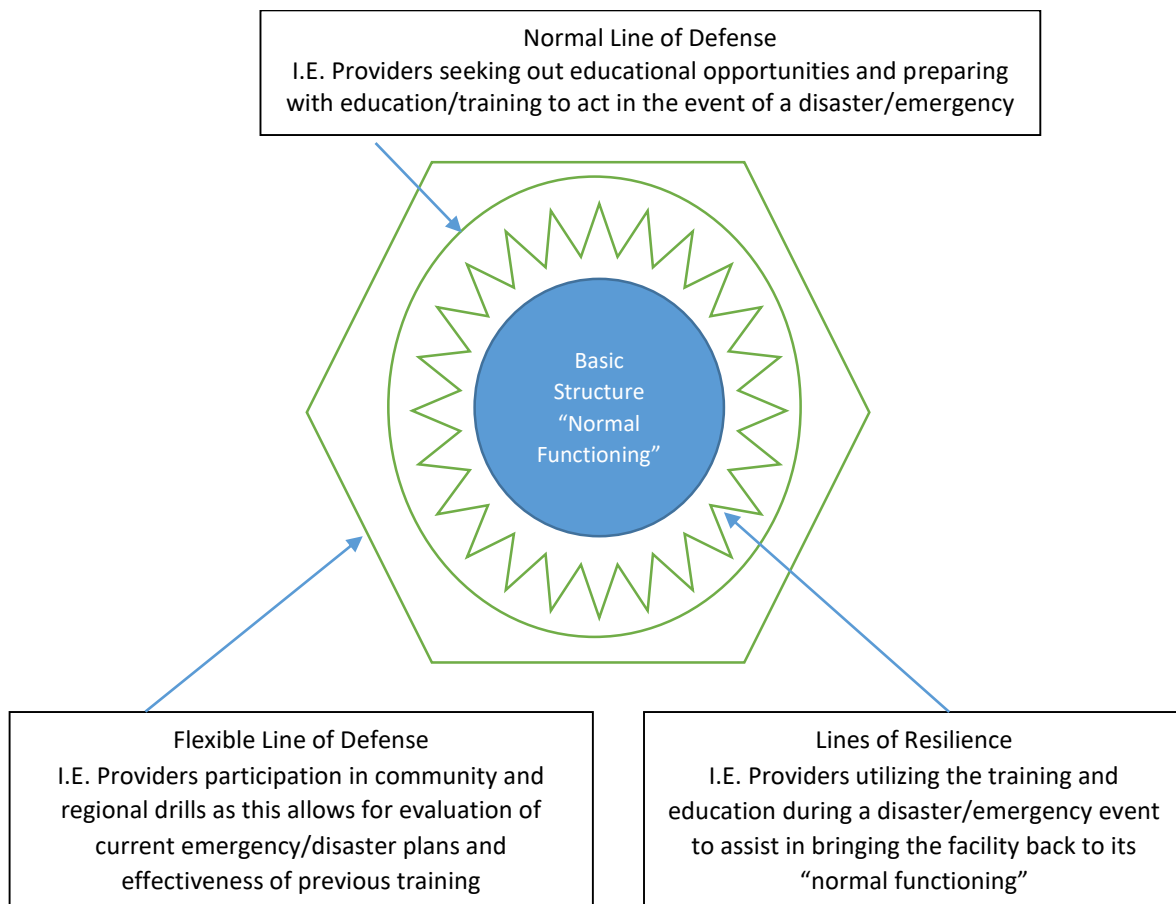 Normal Line of Defense
I.E. Providers seeking out educational opportunities and preparing
with education/training to act in the event of a disaster/emergency
Basic
Structure
“Normal
Functioning”
Flexible Line of Defense
I.E. Providers participation in community and
regional drills as this allows for evaluation of
current emergency/disaster plans and
effectiveness of previous training
Lines of Resilience
I.E. Providers utilizing the training and
education during a disaster/emergency event
to assist in bringing the facility back to its
“normal functioning”